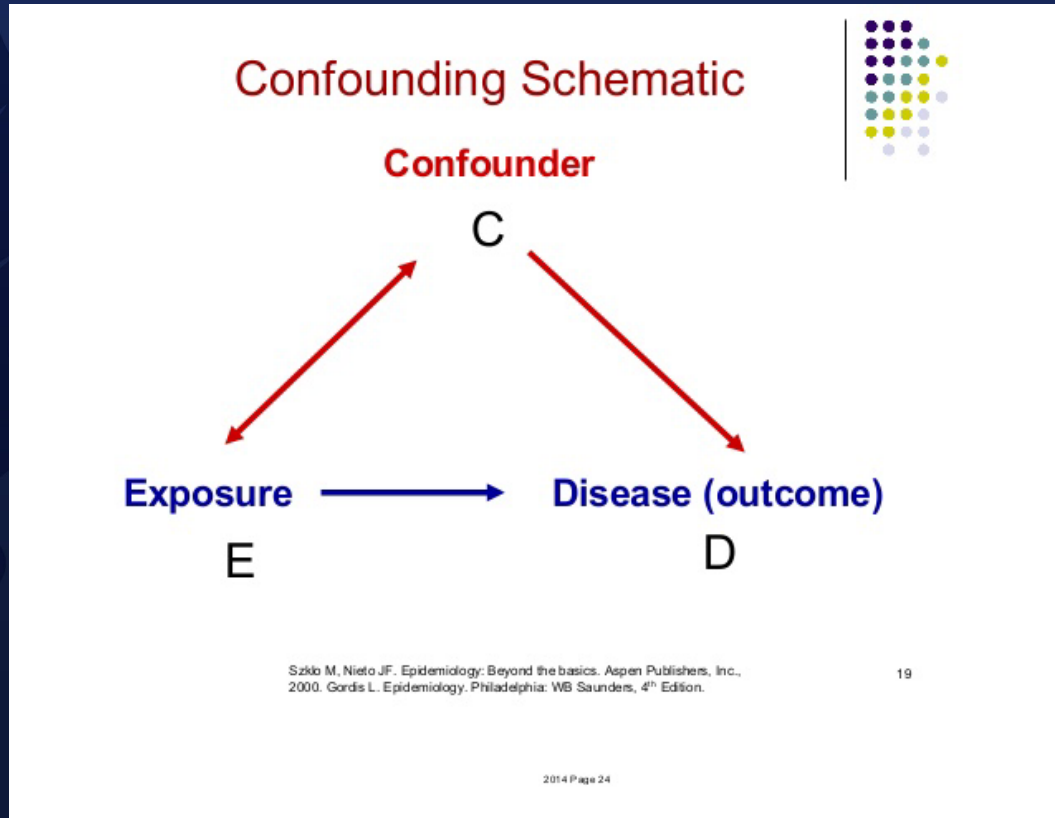 Confounding Schematic
Confounder
C
Exposure
Disease (outcome)
E
D
Szklo M, Nieto JF. Epidemiology: Beyond the basics. Aspen Publishers, Inc.,
2000. Gordis L. Epidemiology. Philadelphia: WB Saunders, 4th Edition.
19
2014 Page 24